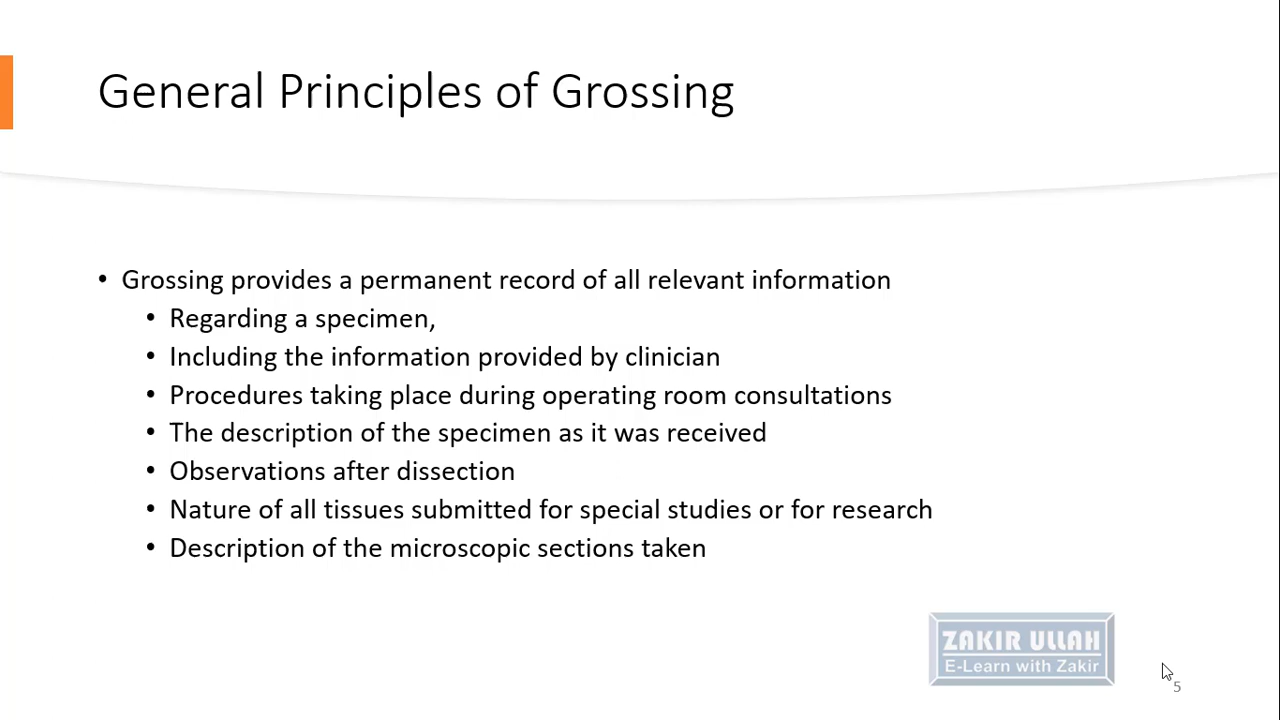 General Principles of Grossing
• Grossing provides a permanent record of all relevant information
• Regarding a specimen,
• Including the information provided by clinician
• Procedures taking place during operating room consultations
• The description of the specimen as it was received
• Observations after dissection
• Nature of all tissues submitted for special studies or for research
• Description of the microscopic sections taken
ZAKIR ULLAH
E-Learn with Zakir
5